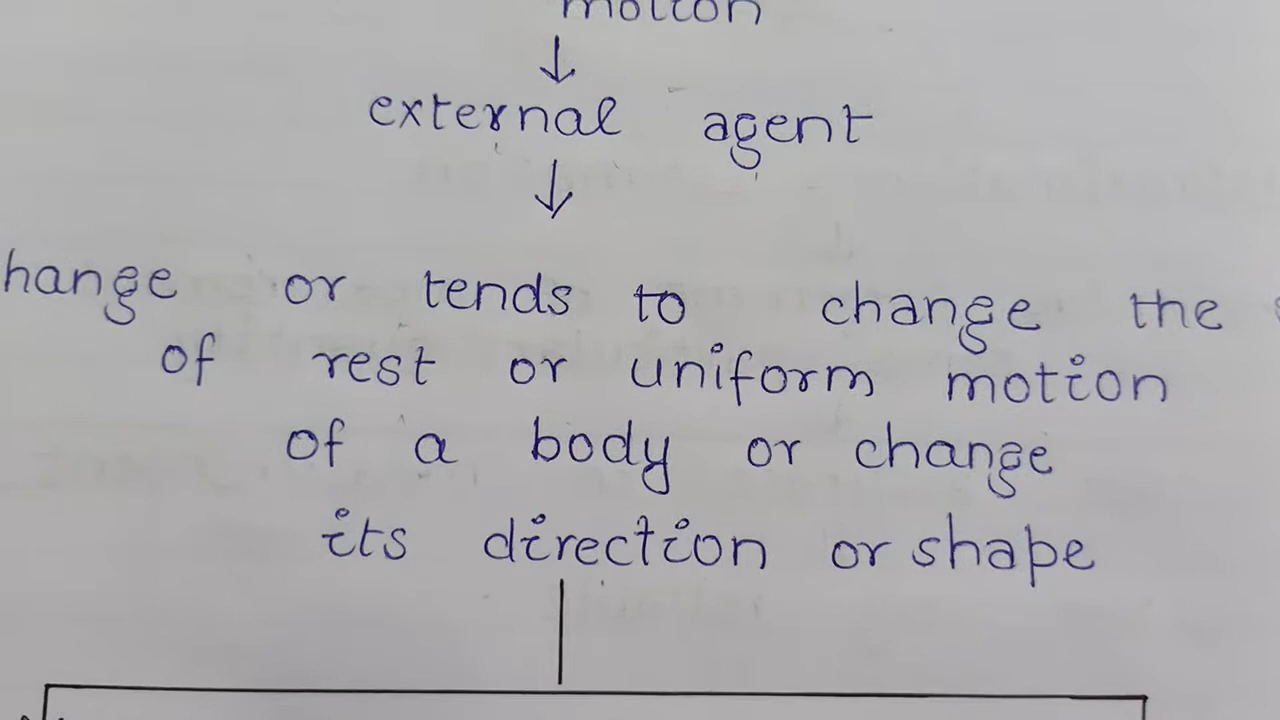 motion
external agent
hange or tends to change the
of rest or uniform motion
of a body or change
its direction or shape